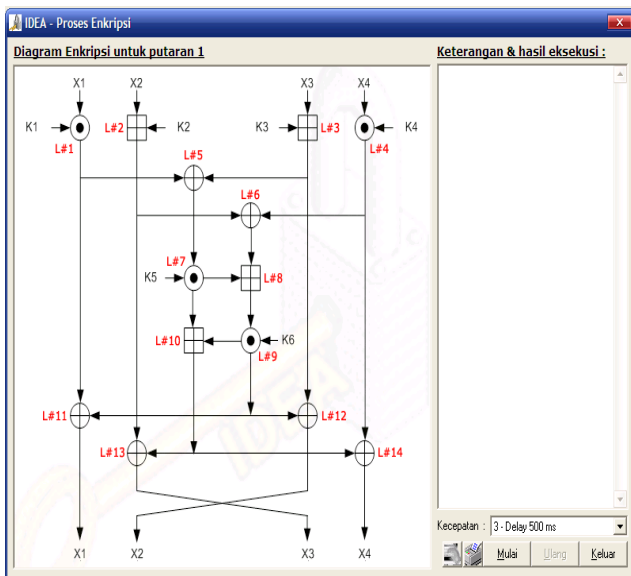 IDEA - Proses Enkripsi
Diagram Enkripsi untuk putaran 1
X1 X2 X3 X4
K1 L#2 K2 K3 L#3 K4
L#1 L#4
L#5
L#6
L#7
K5 L#8
L#10 K6
L#9
L#11 L#12
L#13 L#14
X1 X2 X3 X4
IDEA
Keterangan & hasil eksekusi :
Kecepatan : 3 - Delay 500 ms
Mulai Ulang Keluar